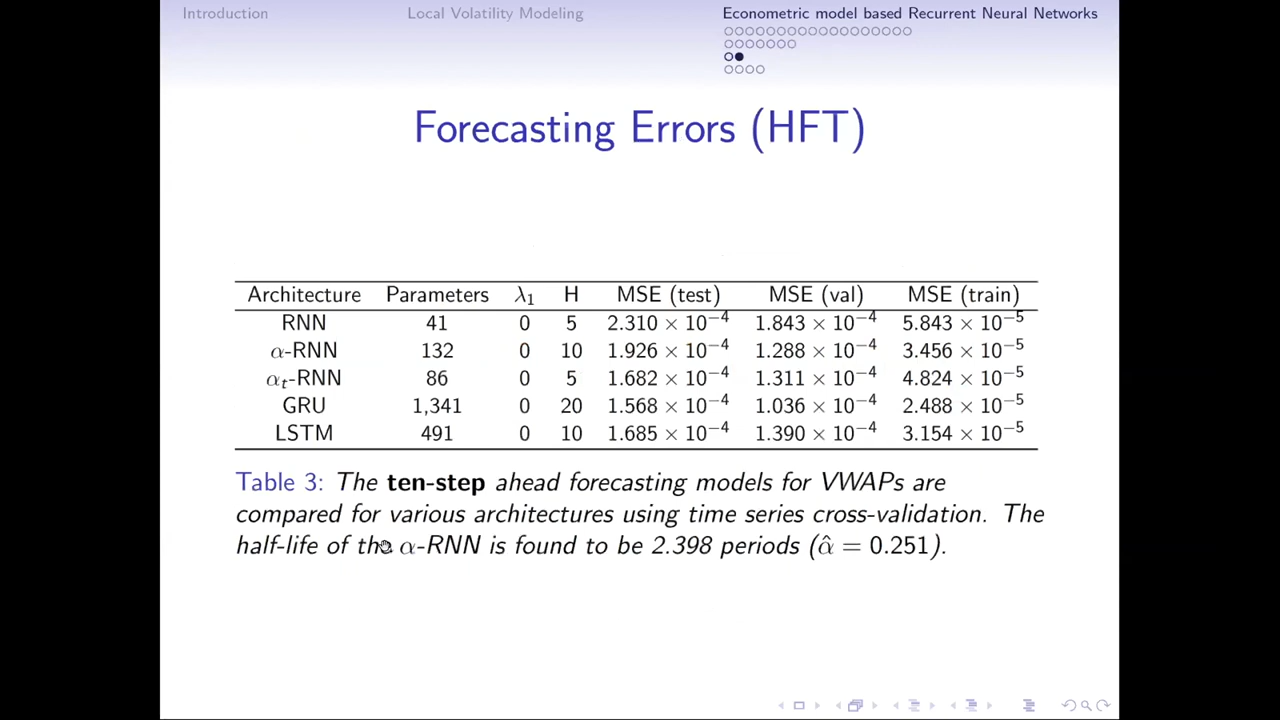 Introduction Local Volatility Modeling Econometric model based Recurrent Neural Networks
Forecasting Errors (HFT)
Architecture Parameters λ₁ H MSE (test) MSE (val) MSE (train)
RNN 41 0 5 2.310 × 10⁻⁴ 1.843 × 10⁻⁴ 5.843 × 10⁻⁵
α-RNN 132 0 10 1.926 × 10⁻⁴ 1.288 × 10⁻⁴ 3.456 × 10⁻⁵
αₜ-RNN 86 0 5 1.682 × 10⁻⁴ 1.311 × 10⁻⁴ 4.824 × 10⁻⁵
GRU 1,341 0 20 1.568 × 10⁻⁴ 1.036 × 10⁻⁴ 2.488 × 10⁻⁵
LSTM 491 0 10 1.685 × 10⁻⁴ 1.390 × 10⁻⁴ 3.154 × 10⁻⁵
Table 3: The ten-step ahead forecasting models for VWAPs are
compared for various architectures using time series cross-validation. The
half-life of the α-RNN is found to be 2.398 periods (α̂ = 0.251).